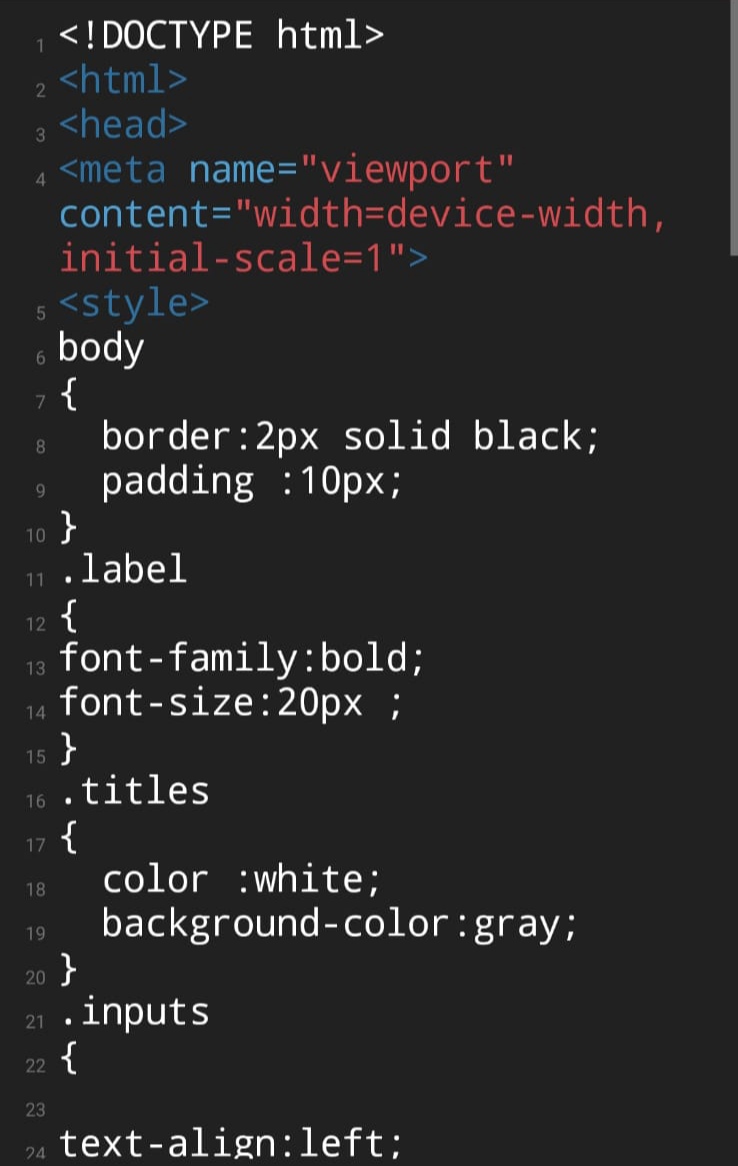 1 <!DOCTYPE html>
2 <html>
3 <head>
4 <meta name="viewport"
content="width=device-width,
initial-scale=1">
5 <style>
6 body
7 {
8 border:2px solid black;
9 padding :10px;
10 }
11 .label
12 {
13 font-family:bold;
14 font-size:20px ;
15 }
16 .titles
17 {
18 color :white;
19 background-color:gray;
20 }
21 .inputs
22 {
23
24 text-align:left;